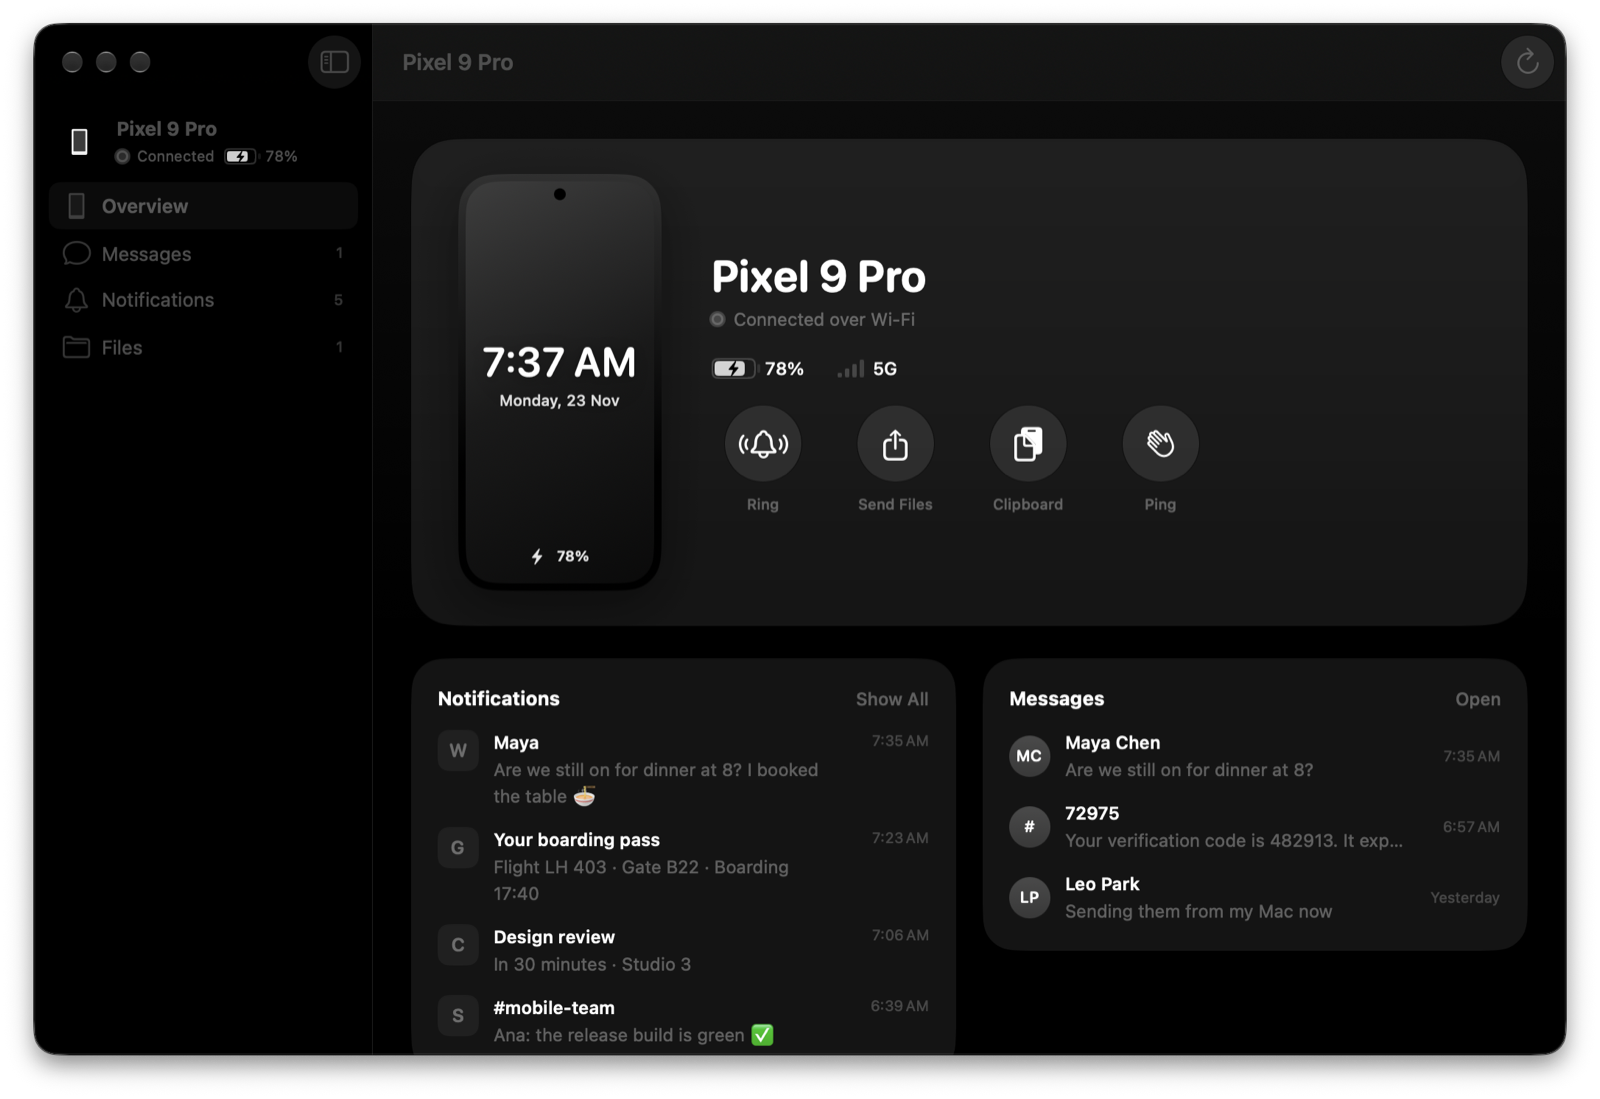 Pixel 9 Pro
Pixel 9 Pro
Connected 78%
Overview
Messages 1
Notifications 5
Files 1
7:37 AM
Monday, 23 Nov
78%
Pixel 9 Pro
Connected over Wi-Fi
78% 5G
Ring Send Files Clipboard Ping
Notifications Show All
W Maya 7:35 AM
Are we still on for dinner at 8? I booked
the table 🍜
G Your boarding pass 7:23 AM
Flight LH 403 · Gate B22 · Boarding
17:40
C Design review 7:06 AM
In 30 minutes · Studio 3
S #mobile-team 6:39 AM
Ana: the release build is green ✅
Messages Open
MC Maya Chen 7:35 AM
Are we still on for dinner at 8?
# 72975 6:57 AM
Your verification code is 482913. It exp...
LP Leo Park Yesterday
Sending them from my Mac now